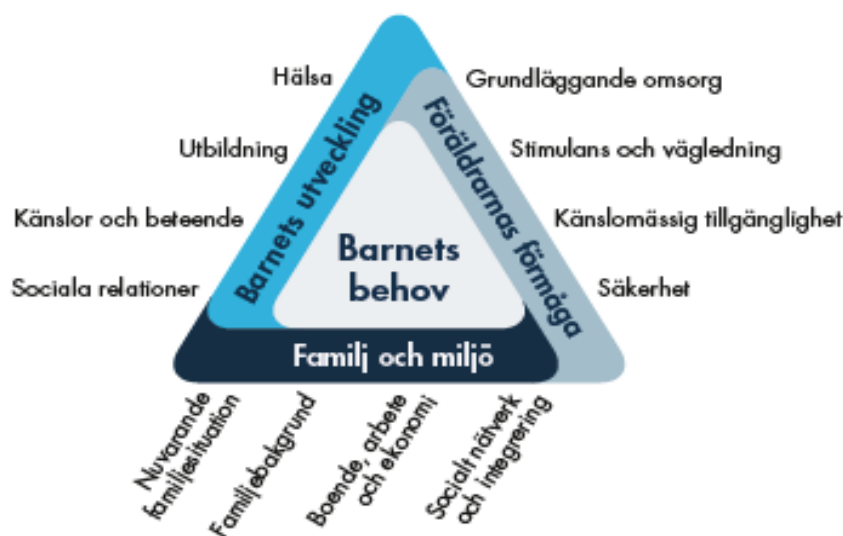 Hälsa
Utbildning
Känslor och beteende
Sociala relationer
Barnets utveckling
Grundläggande omsorg
Stimulans och vägledning
Känslomässig tillgänglighet
Säkerhet
Föräldrarnas förmåga
Barnets
behov
Familj och miljö
Nuvarande
familjesituation
Familjebakgrund
Boende, arbete
och ekonomi
Socialt nätverk
och integrering